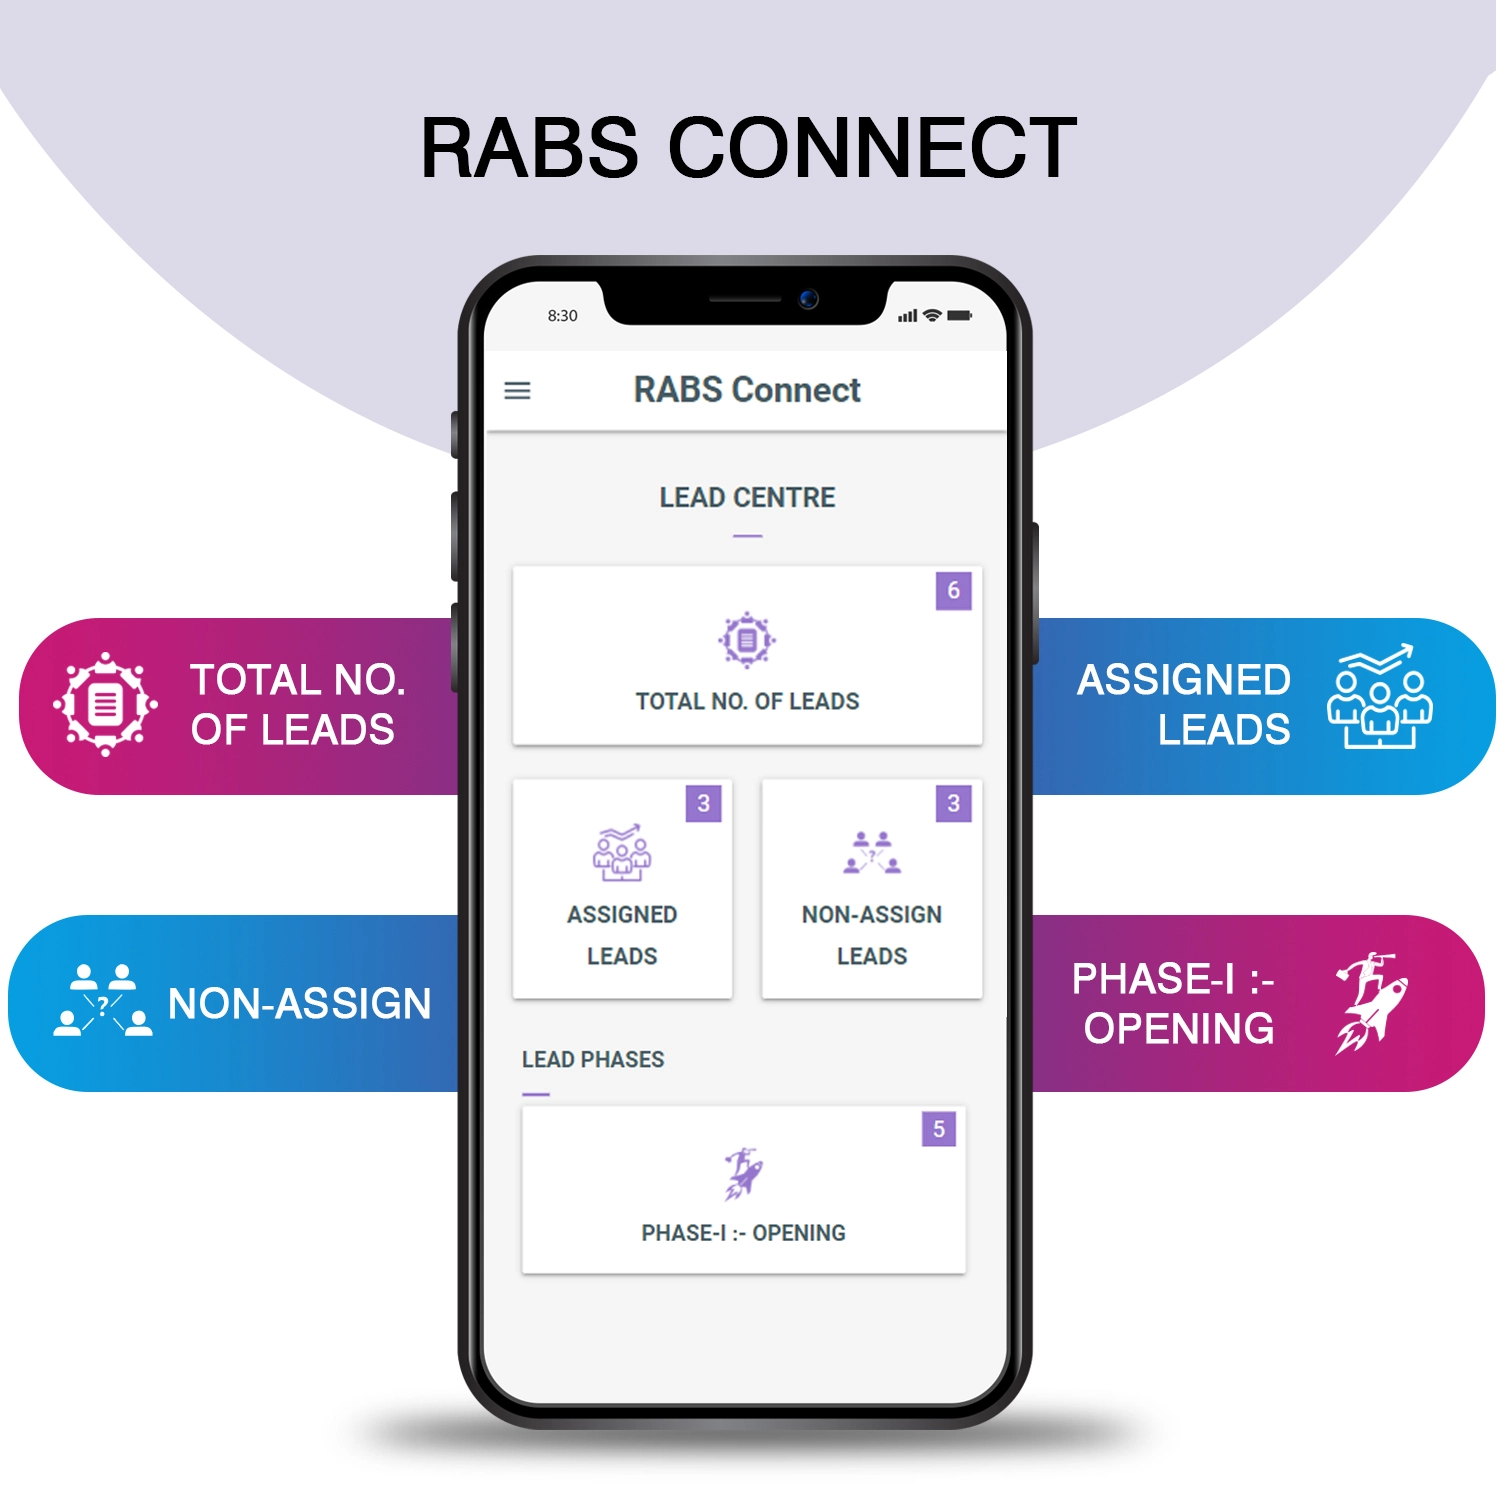 RABS CONNECT
8:30
RABS Connect
LEAD CENTRE
6
TOTAL NO. OF LEADS
3
ASSIGNED
LEADS
3
NON-ASSIGN
LEADS
LEAD PHASES
5
PHASE-I :- OPENING
TOTAL NO.
OF LEADS
?
NON-ASSIGN
ASSIGNED
LEADS
PHASE-I :-
OPENING